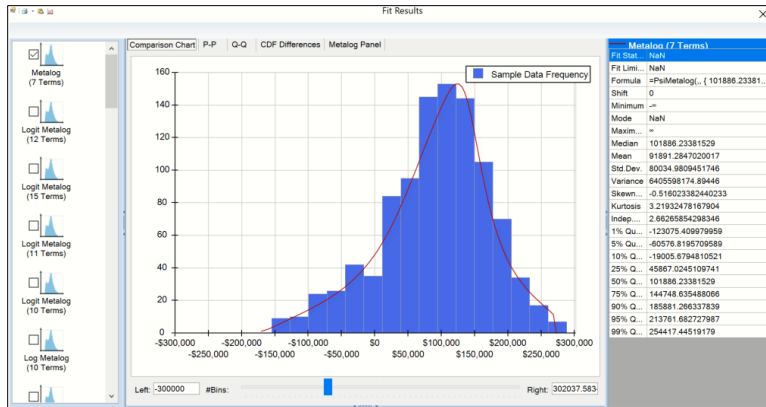 Fit Results
Metalog
(7 Terms)
Logit Metalog
(12 Terms)
Logit Metalog
(15 Terms)
Logit Metalog
(11 Terms)
Logit Metalog
(10 Terms)
Log Metalog
(10 Terms)
Comparison Chart P-P Q-Q CDF Differences Metalog Panel
Sample Data Frequency
160
140
120
100
80
60
40
20
0
-$300,000 -$200,000 -$100,000 $0 $100,000 $200,000 $300,000
-$250,000 -$150,000 -$50,000 $50,000 $150,000 $250,000
Left: -300000 #Bins: Right: 302037.583
Metalog (7 Terms)
Fit Stat... NaN
Fit Limi... NaN
Formula =PsiMetalog(,, { 101886.23381...
Shift 0
Minimum -∞
Mode NaN
Maxim... ∞
Median 101886.23381529
Mean 91891.2847020017
Std.Dev. 80034.9809451746
Variance 6405598174.89446
Skewn... -0.516023382440233
Kurtosis 3.21932478167904
Indep.... 2.66265854298346
1% Qu... -123075.409979959
5% Qu... -60576.8195709589
10% Q... -19005.6794810521
25% Q... 45867.0245109741
50% Q... 101886.23381529
75% Q... 144748.635488066
90% Q... 185881.266337839
95% Q... 213761.682727987
99% Q... 254417.44519179